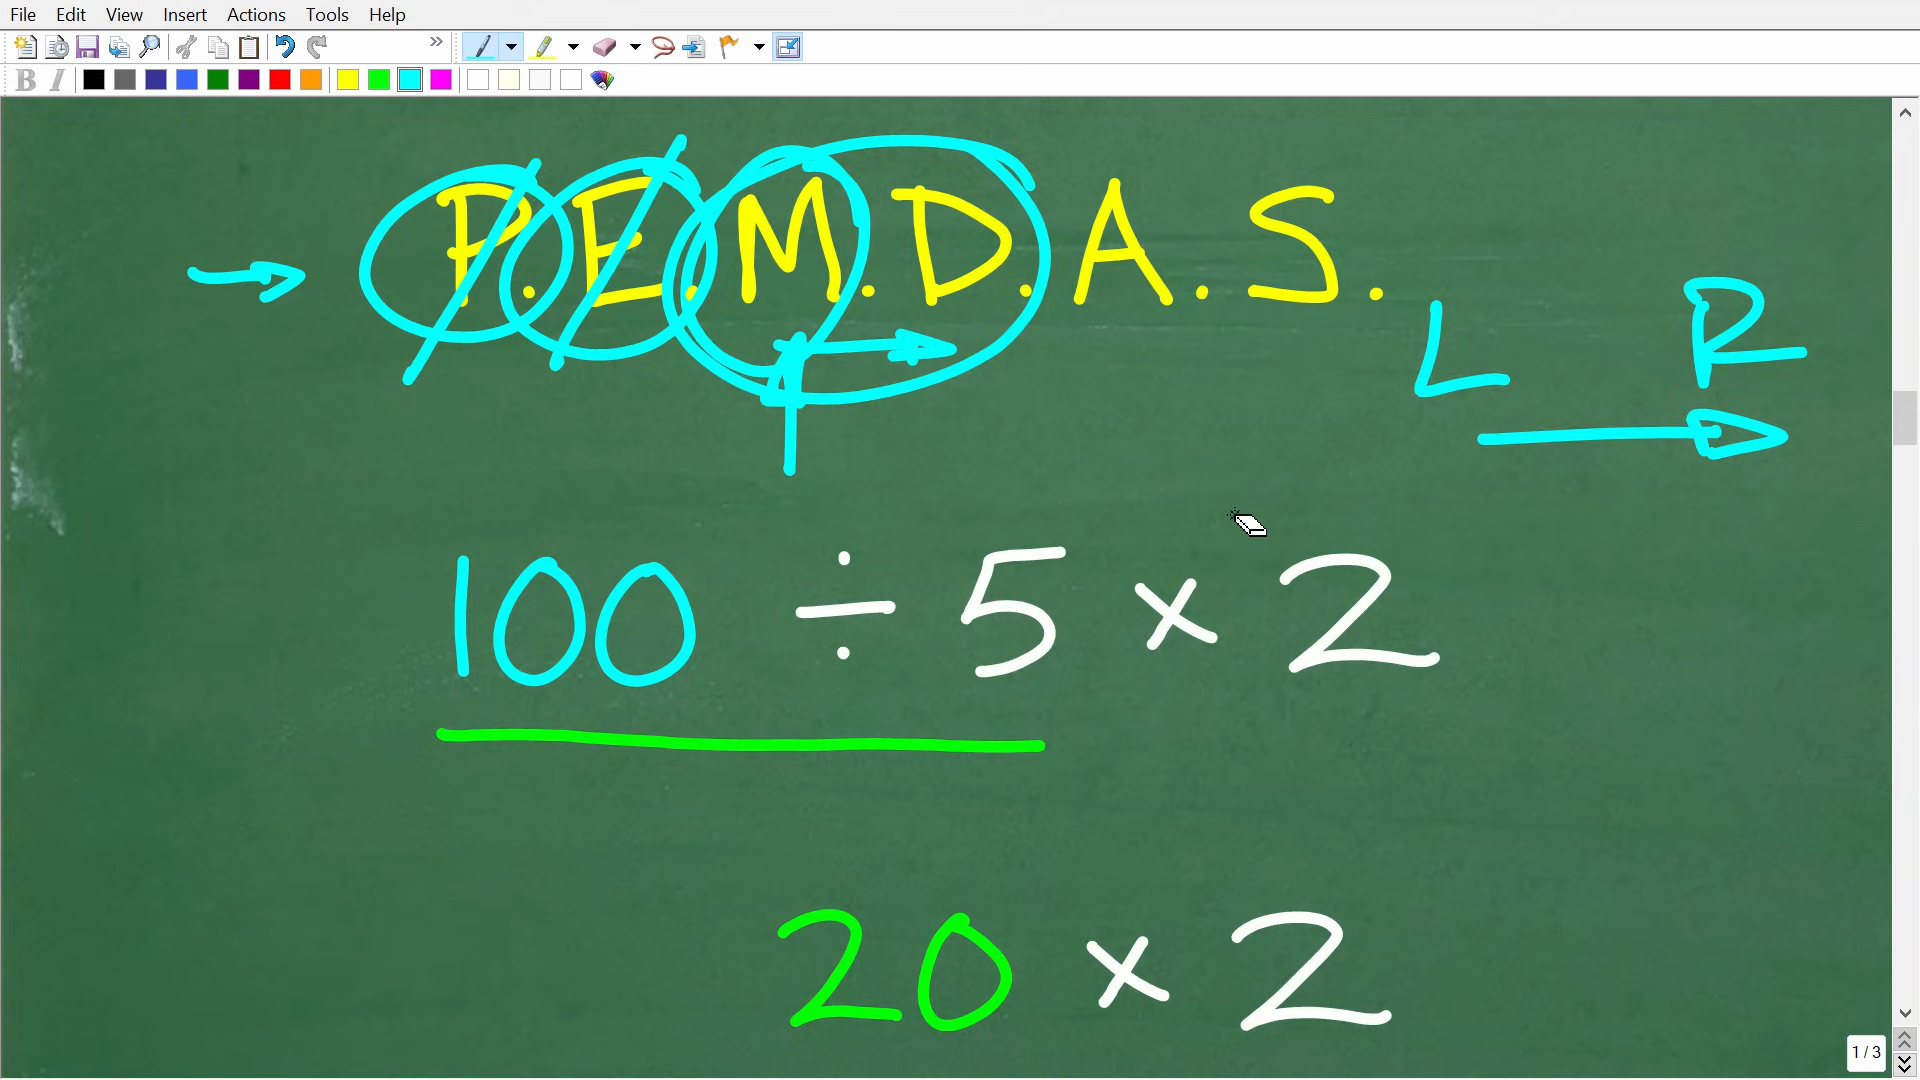 File Edit View Insert Actions Tools Help
B I
P.E.M.D.A.S.
L R
100 ÷ 5 × 2
20 × 2
1 / 3